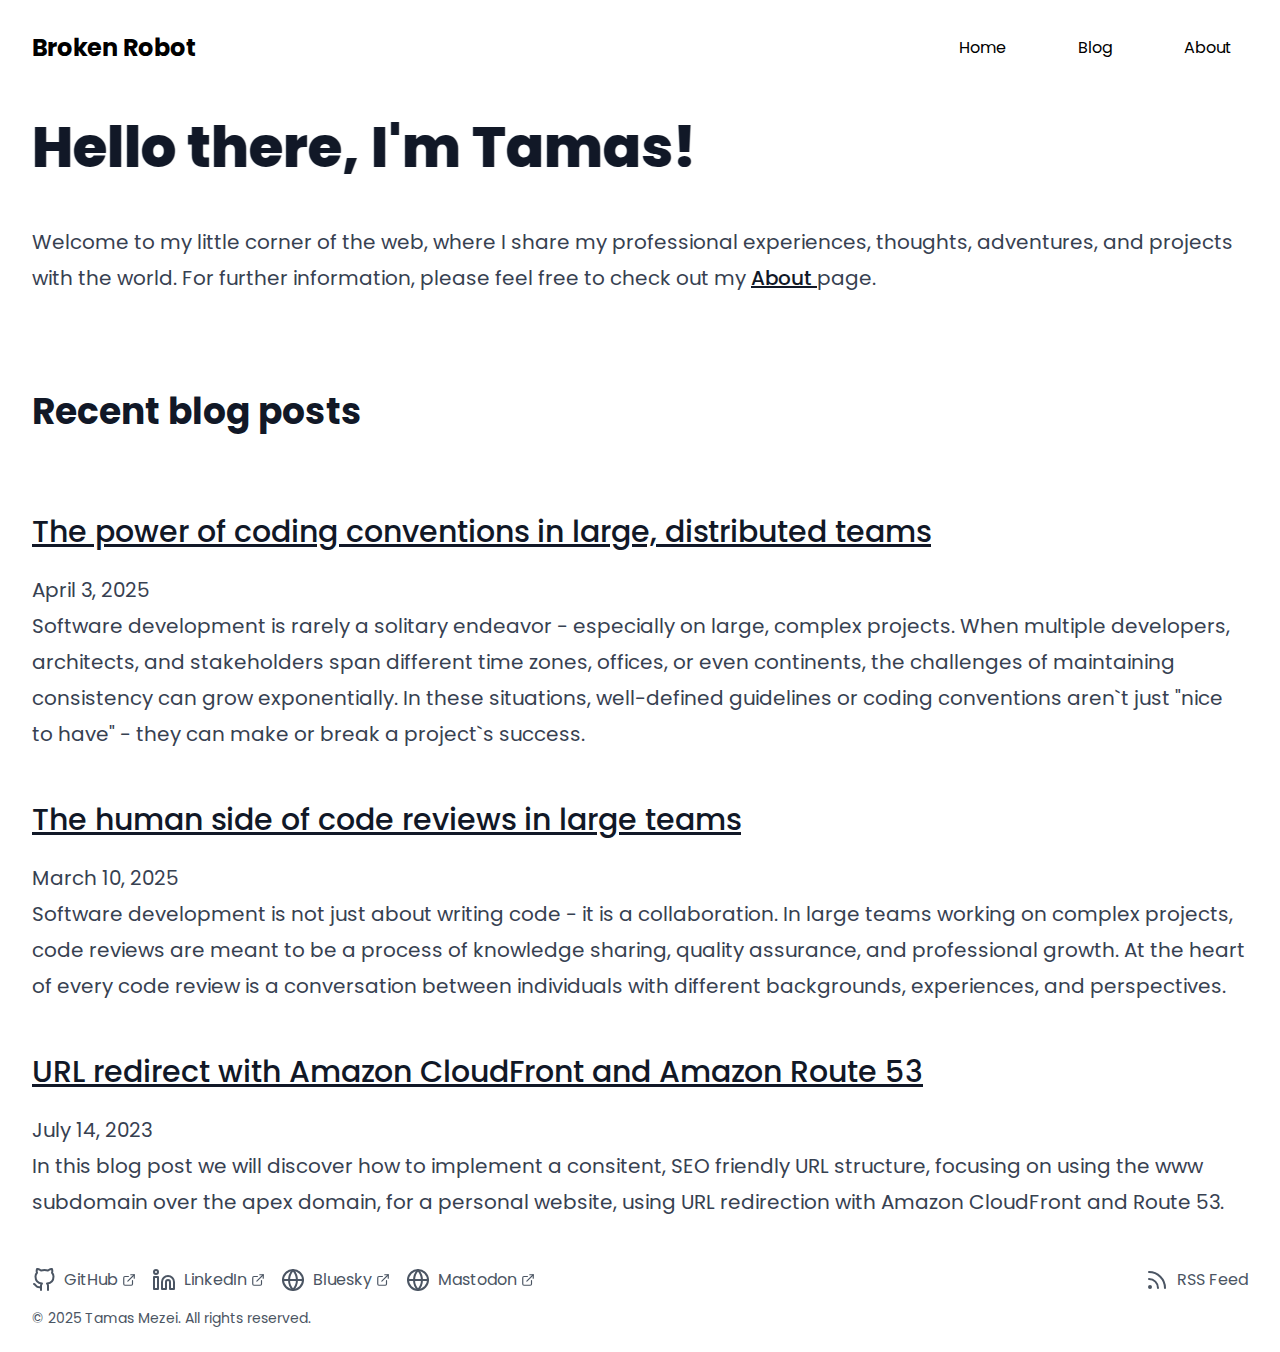 Broken Robot
Home
Blog
About
Hello there, I'm Tamas!
Welcome to my little corner of the web, where I share my professional experiences, thoughts, adventures, and projects
with the world. For further information, please feel free to check out my About page.
Recent blog posts
The power of coding conventions in large, distributed teams
April 3, 2025
Software development is rarely a solitary endeavor - especially on large, complex projects. When multiple developers,
architects, and stakeholders span different time zones, offices, or even continents, the challenges of maintaining
consistency can grow exponentially. In these situations, well-defined guidelines or coding conventions aren`t just "nice
to have" - they can make or break a project`s success.
The human side of code reviews in large teams
March 10, 2025
Software development is not just about writing code - it is a collaboration. In large teams working on complex projects,
code reviews are meant to be a process of knowledge sharing, quality assurance, and professional growth. At the heart
of every code review is a conversation between individuals with different backgrounds, experiences, and perspectives.
URL redirect with Amazon CloudFront and Amazon Route 53
July 14, 2023
In this blog post we will discover how to implement a consitent, SEO friendly URL structure, focusing on using the www
subdomain over the apex domain, for a personal website, using URL redirection with Amazon CloudFront and Route 53.
GitHub
LinkedIn
Bluesky
Mastodon
RSS Feed
© 2025 Tamas Mezei. All rights reserved.